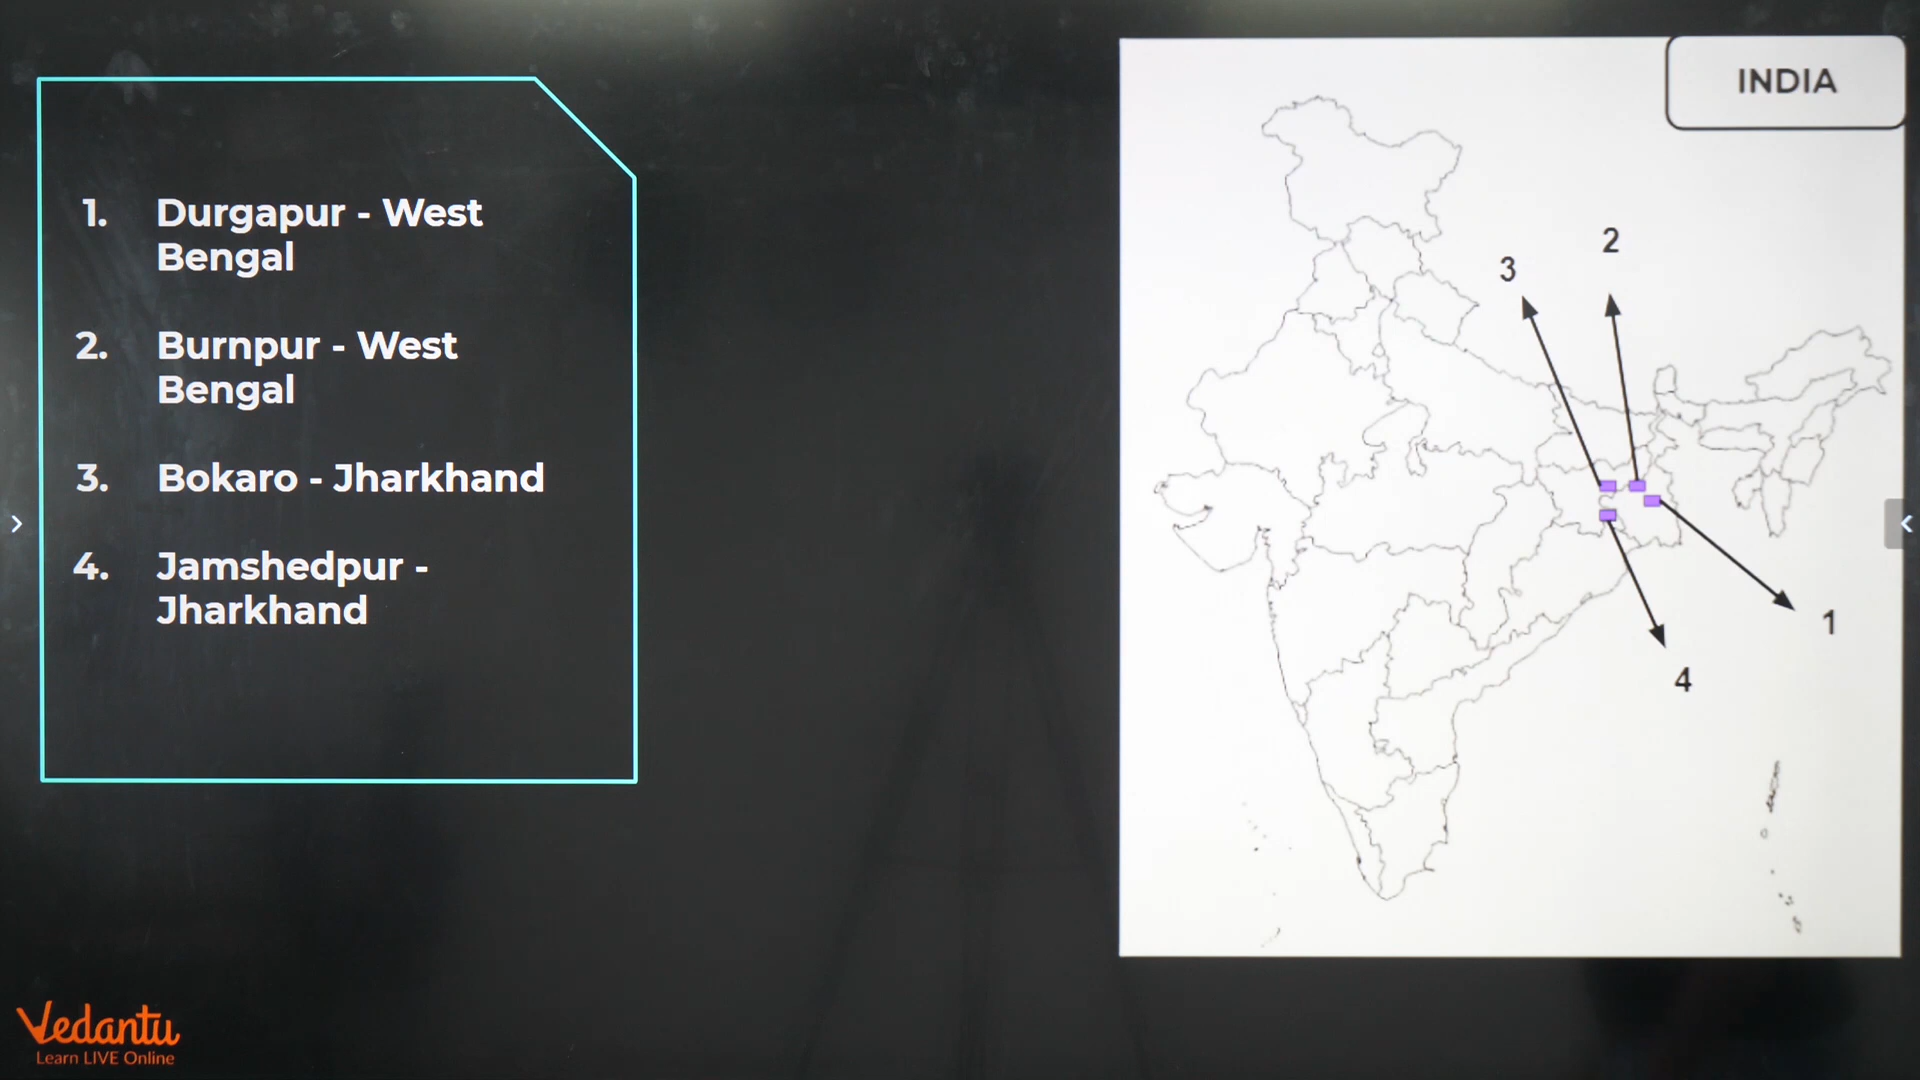 1. Durgapur - West
Bengal
2. Burnpur - West
Bengal
3. Bokaro - Jharkhand
4. Jamshedpur -
Jharkhand
INDIA
3
2
1
4
Vedantu
Learn LIVE Online